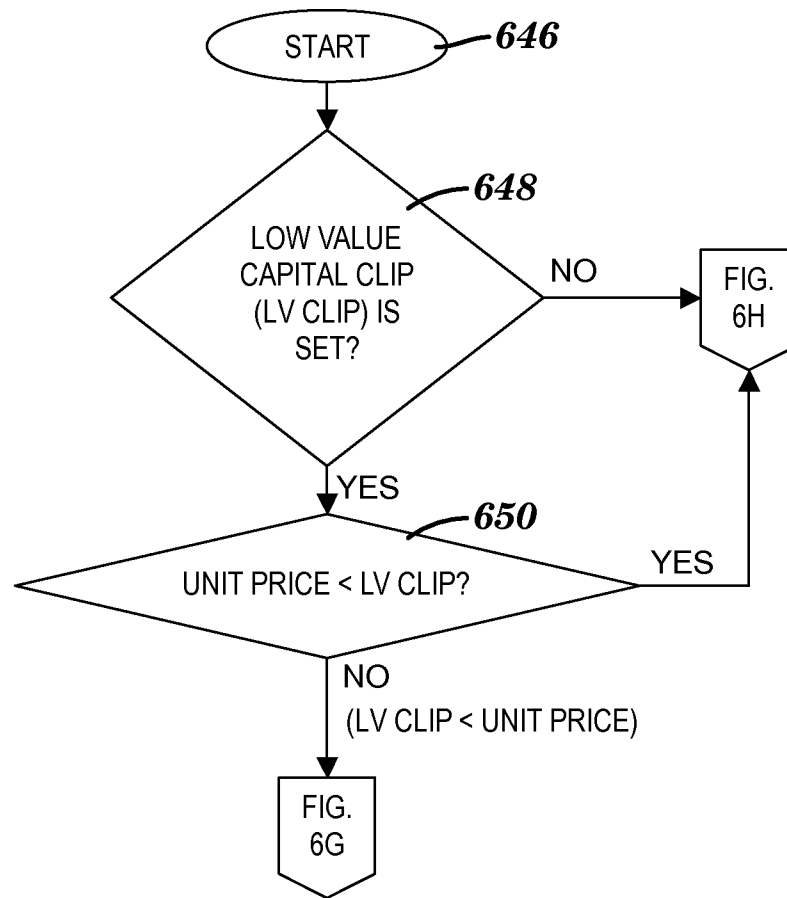 START
646
648
LOW VALUE
CAPITAL CLIP
(LV CLIP) IS
SET?
NO
FIG.
6H
YES
650
UNIT PRICE < LV CLIP?
YES
NO
(LV CLIP < UNIT PRICE)
FIG.
6G